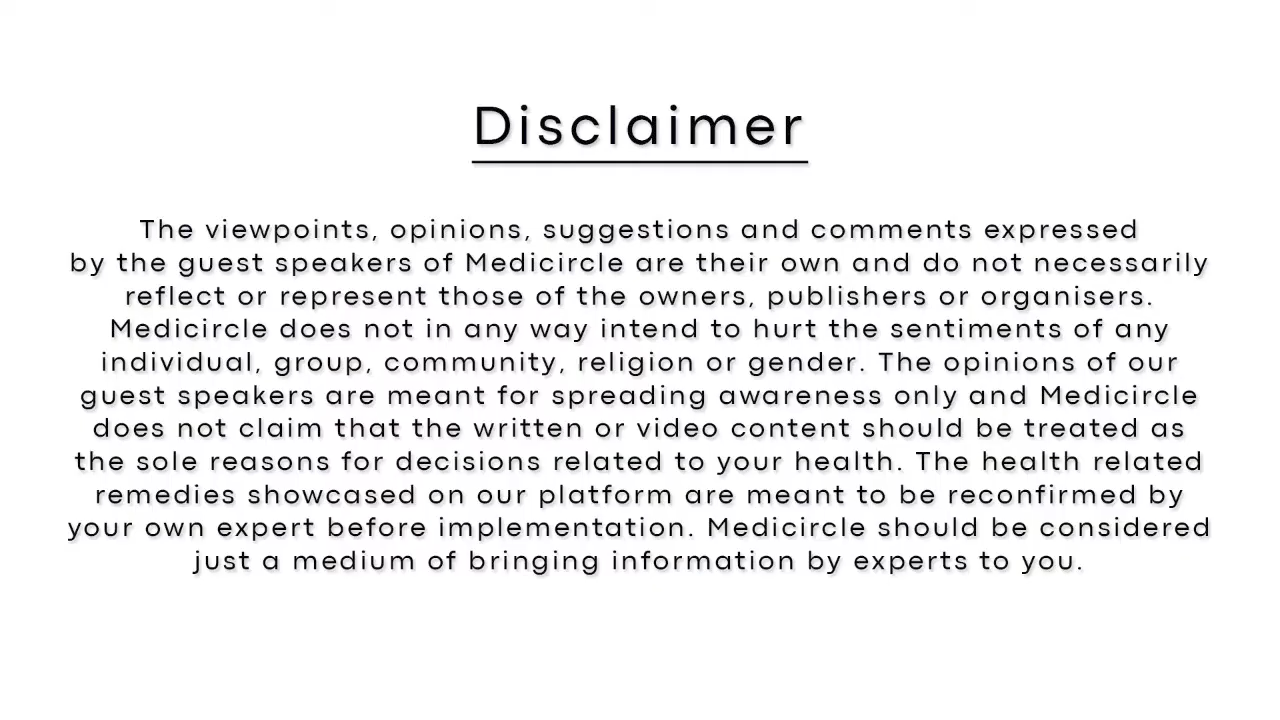 Disclaimer
The viewpoints, opinions, suggestions and comments expressed
by the guest speakers of Medicircle are their own and do not necessarily
reflect or represent those of the owners, publishers or organisers.
Medicircle does not in any way intend to hurt the sentiments of any
individual, group, community, religion or gender. The opinions of our
guest speakers are meant for spreading awareness only and Medicircle
does not claim that the written or video content should be treated as
the sole reasons for decisions related to your health. The health related
remedies showcased on our platform are meant to be reconfirmed by
your own expert before implementation. Medicircle should be considered
just a medium of bringing information by experts to you.